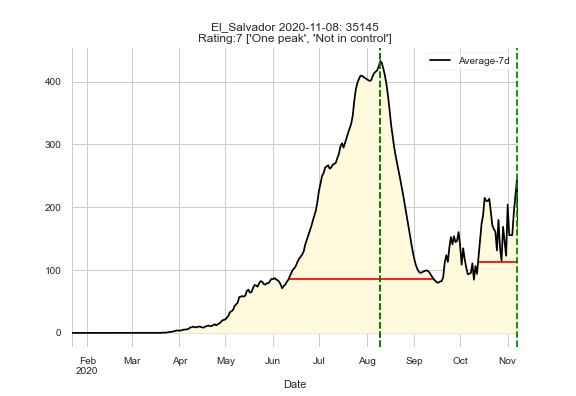 El_Salvador 2020-11-08: 35145
Rating:7 ['One peak', 'Not in control']
Average-7d
400
300
200
100
0
Feb Mar Apr May Jun Jul Aug Sep Oct Nov
2020
Date